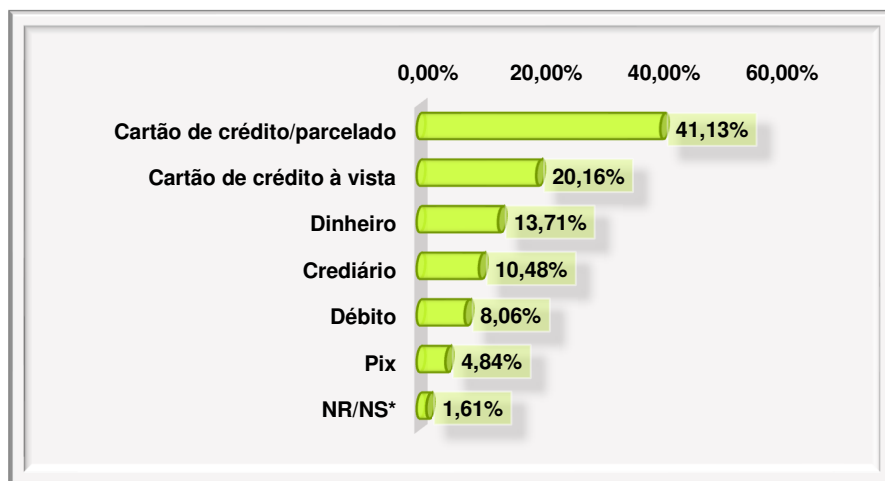 0,00% 20,00% 40,00% 60,00%
Cartão de crédito/parcelado 41,13%
Cartão de crédito à vista 20,16%
Dinheiro 13,71%
Crediário 10,48%
Débito 8,06%
Pix 4,84%
NR/NS* 1,61%